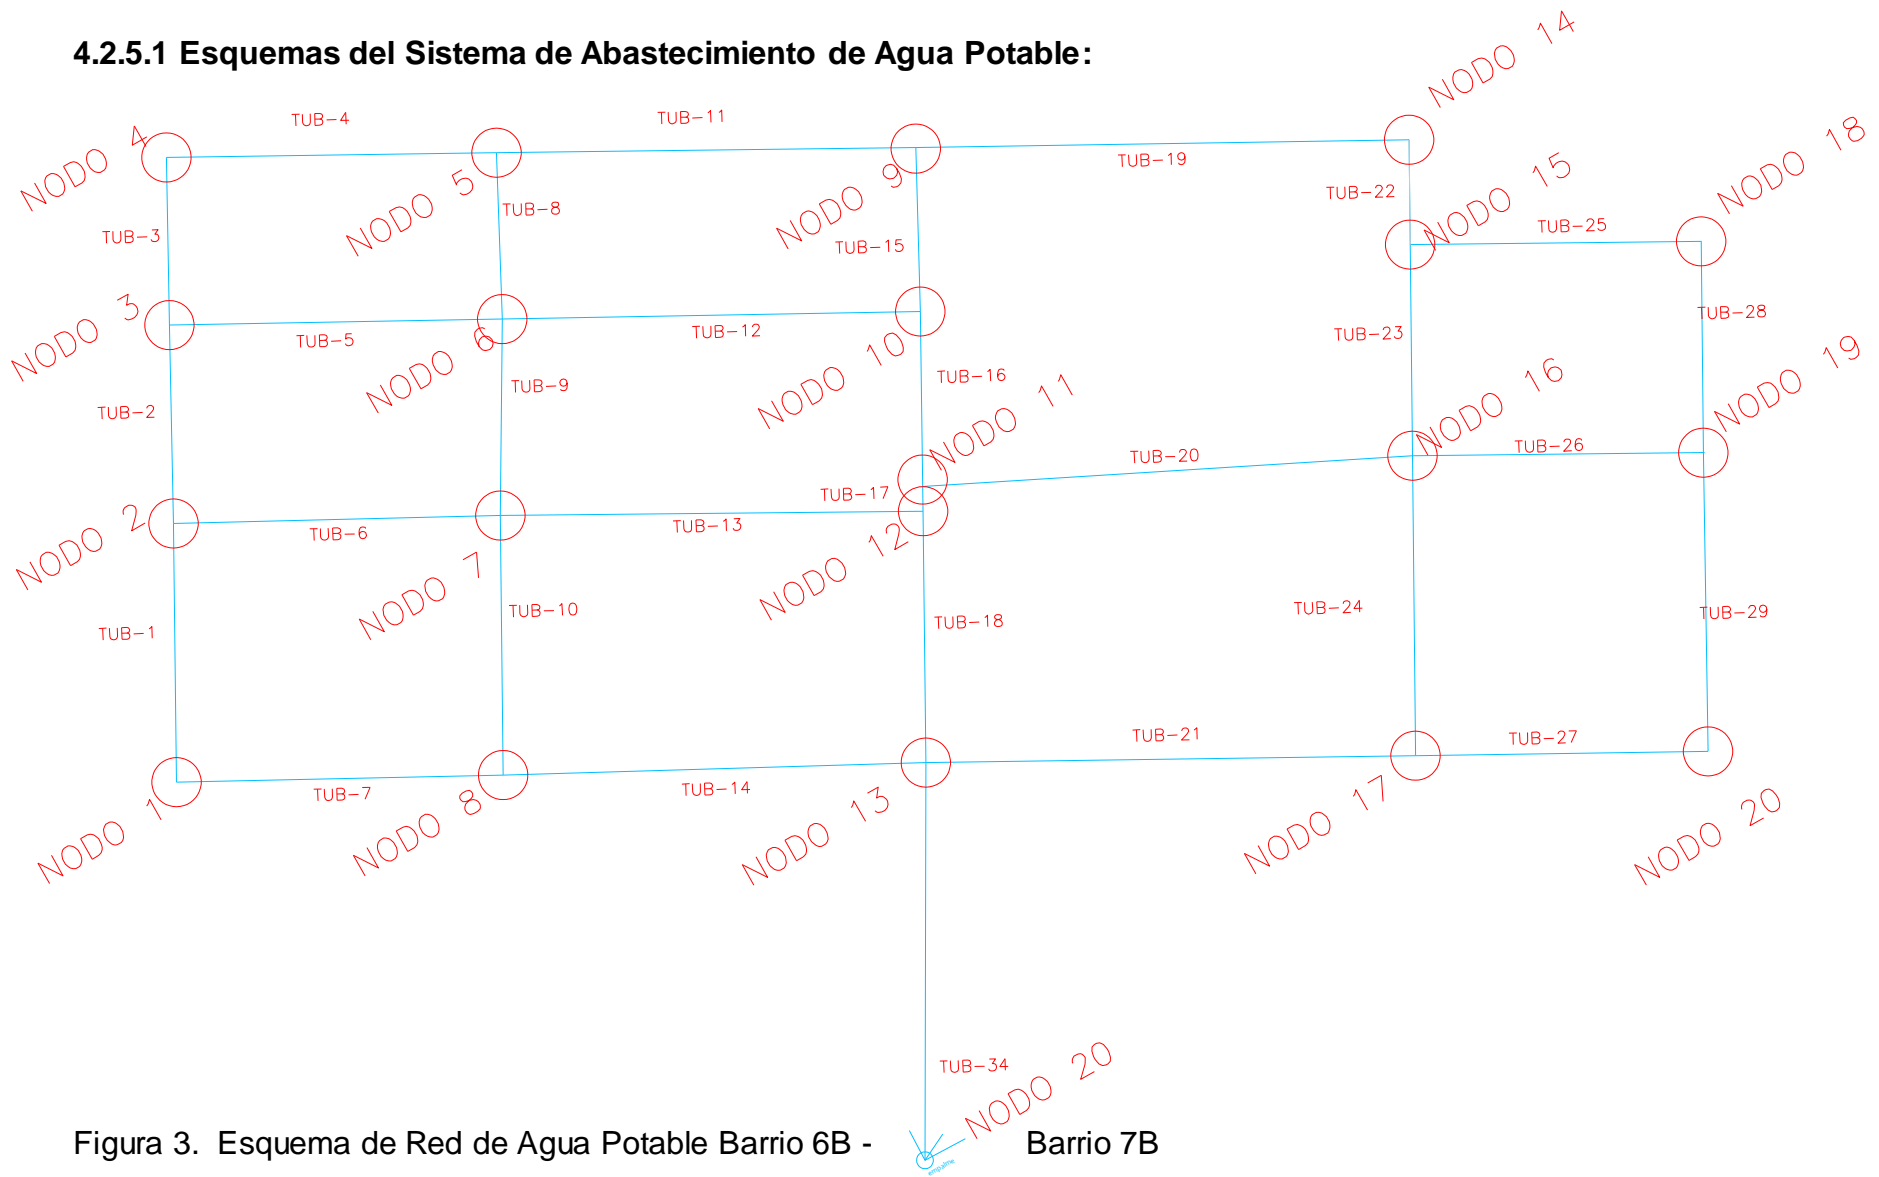 4.2.5.1 Esquemas del Sistema de Abastecimiento de Agua Potable:
NODO 14
TUB-4
TUB-11
NODO 4
TUB-19
NODO 18
NODO 5
TUB-8
NODO 9
TUB-22
NODO 15
TUB-3
TUB-15
TUB-25
NODO 3
TUB-5
NODO 6
TUB-12
NODO 10
TUB-23
TUB-28
TUB-2
TUB-9
TUB-16
NODO 11
NODO 16
NODO 19
TUB-20
TUB-26
NODO 2
TUB-6
TUB-17
TUB-13
NODO 12
NODO 7
TUB-1
TUB-10
TUB-18
TUB-24
TUB-29
TUB-21
TUB-27
NODO 1
TUB-7
NODO 8
TUB-14
NODO 13
NODO 17
NODO 20
TUB-34
NODO 20
Figura 3. Esquema de Red de Agua Potable Barrio 6B - Barrio 7B
empalme